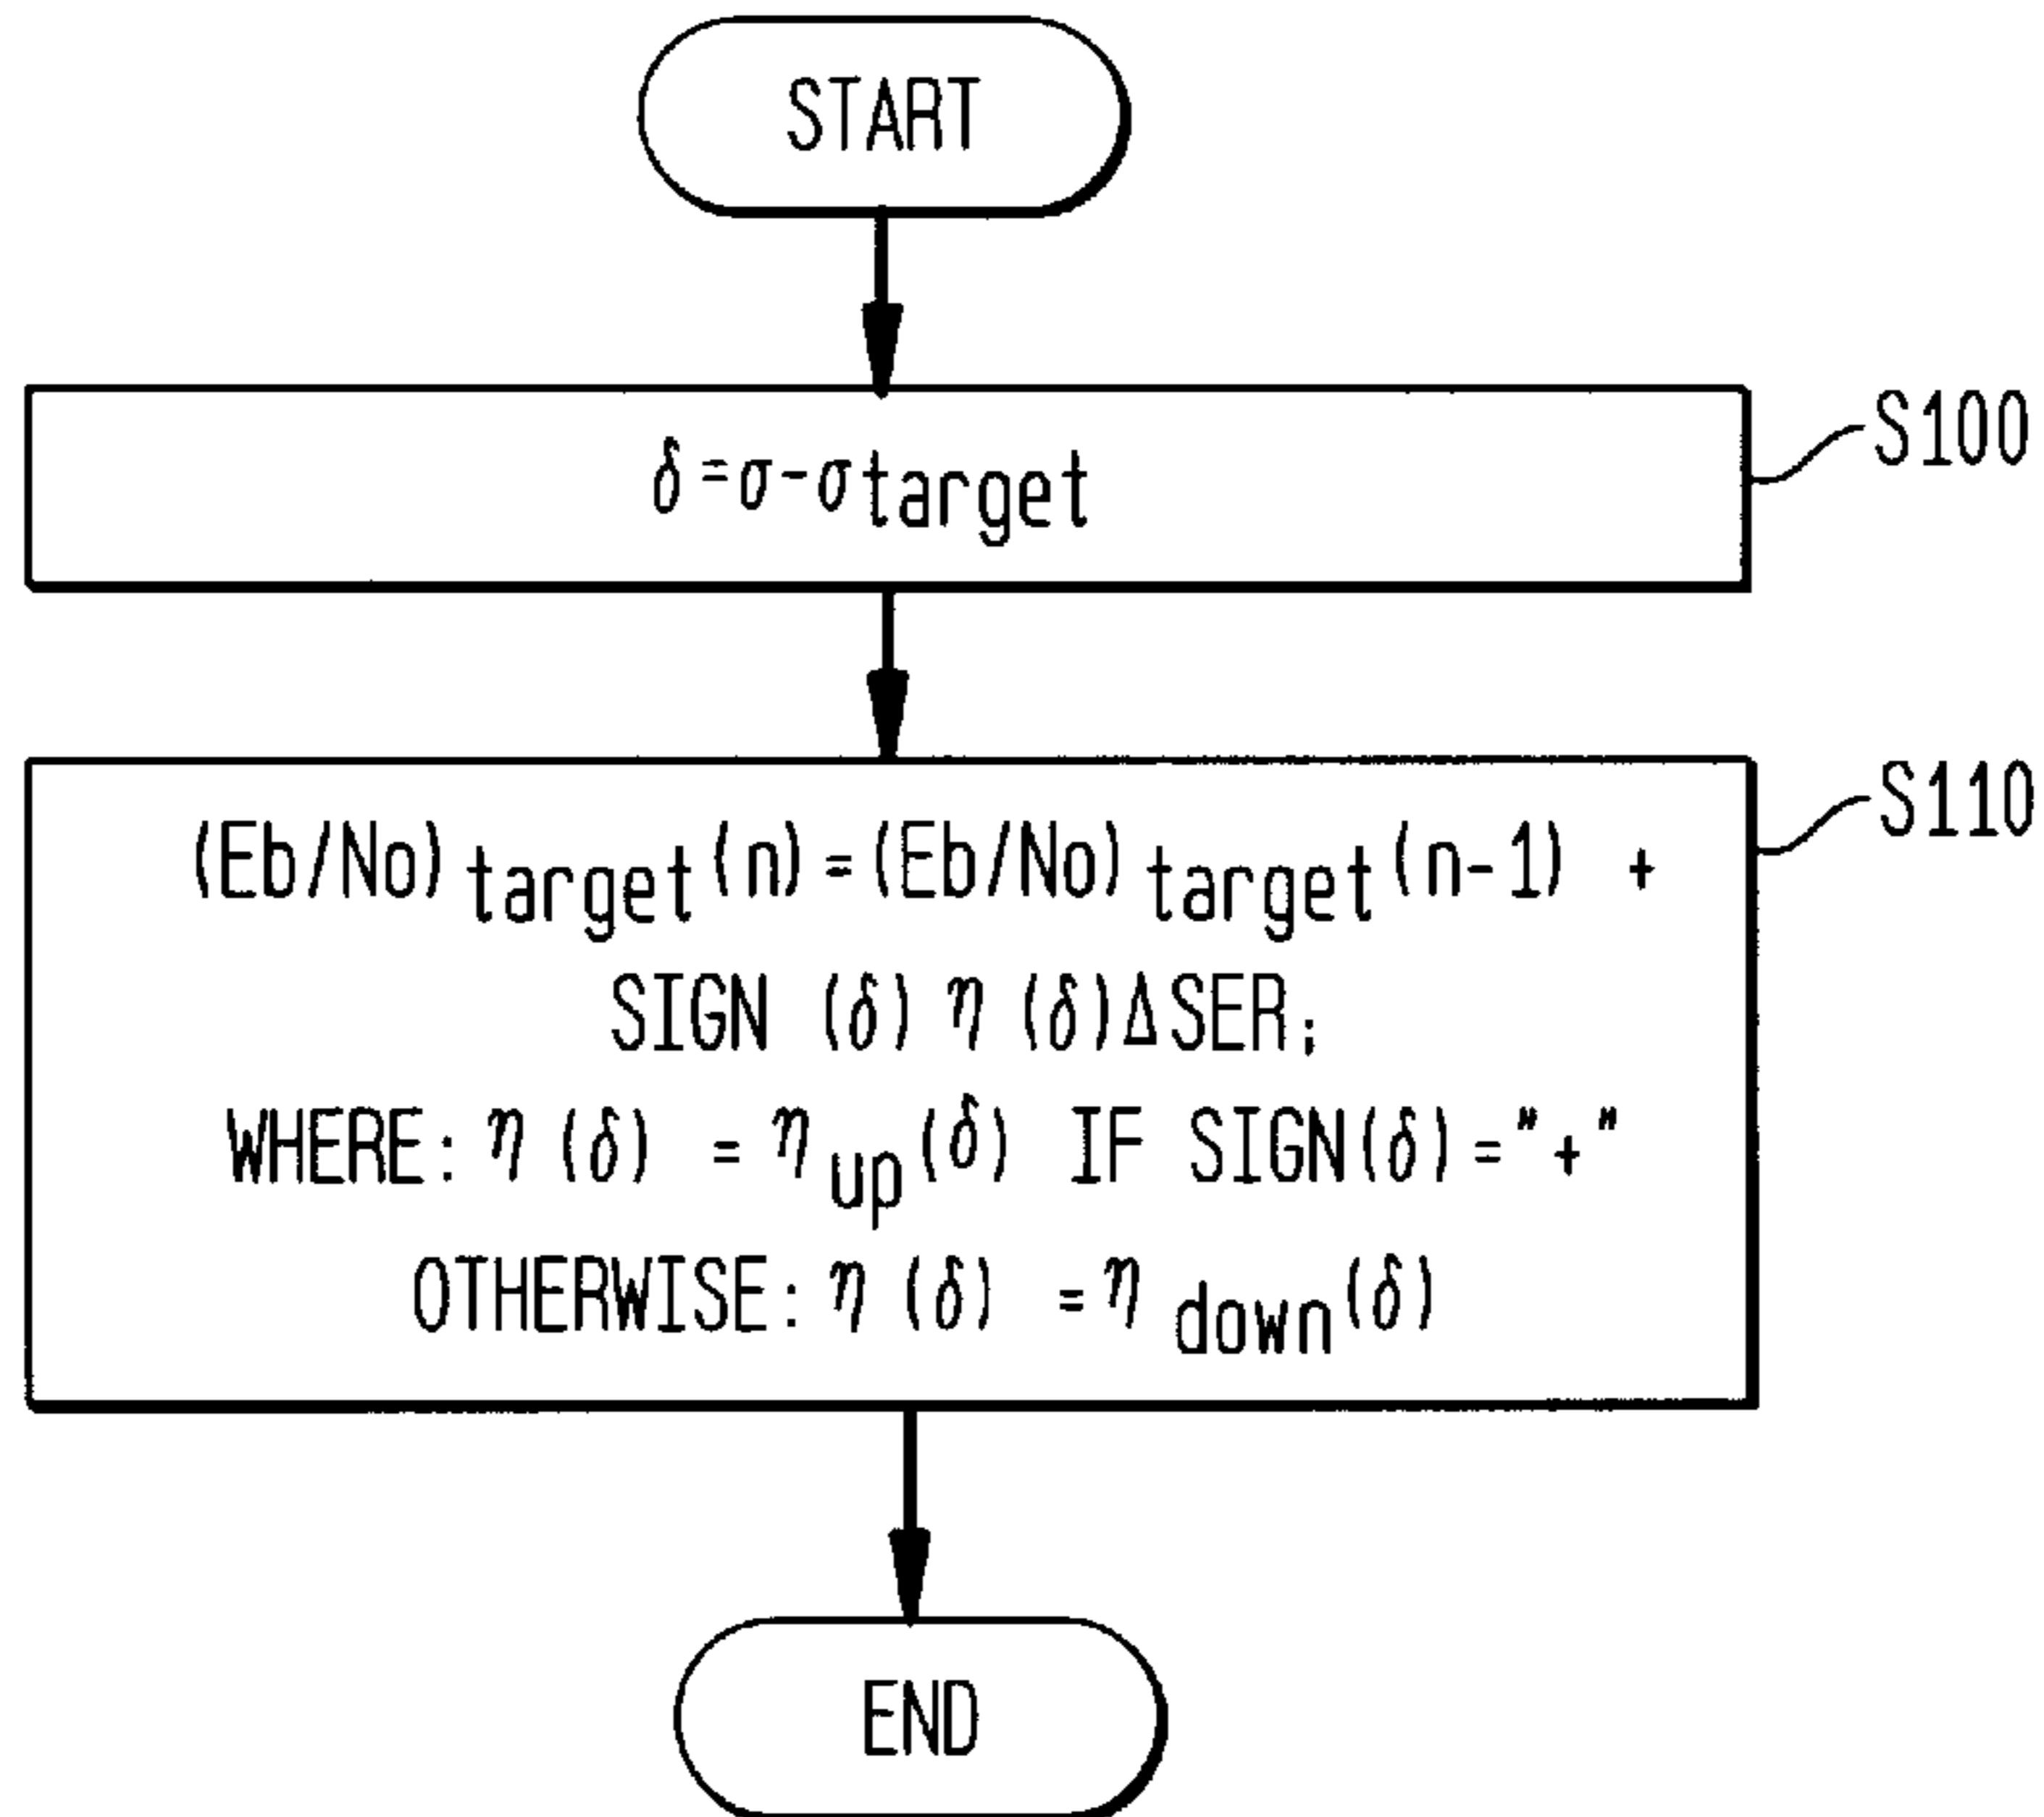 START
δ=σ-σtarget
S100
S110
(Eb/No)target(n)=(Eb/No)target(n-1) +
SIGN (δ) η (δ)ΔSER;
WHERE: η (δ) = ηup(δ) IF SIGN(δ)="+"
OTHERWISE: η (δ) =η down(δ)
END